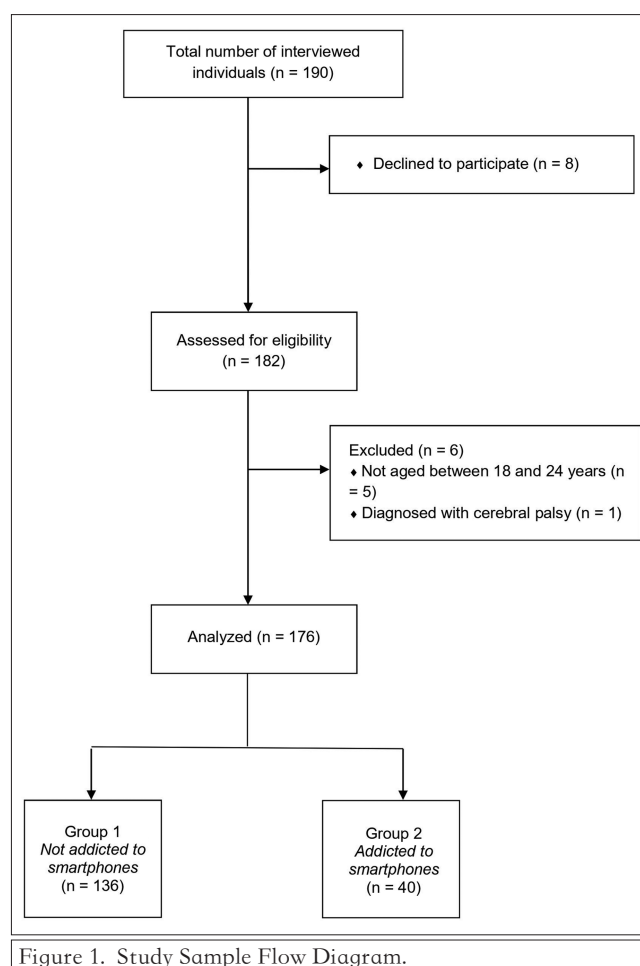 Total number of interviewed
individuals (n = 190)
♦ Declined to participate (n = 8)
Assessed for eligibility
(n = 182)
Excluded (n = 6)
♦ Not aged between 18 and 24 years (n
= 5)
♦ Diagnosed with cerebral palsy (n = 1)
Analyzed (n = 176)
Group 1
Not addicted to
smartphones
(n = 136)
Group 2
Addicted to
smartphones
(n = 40)
Figure 1. Study Sample Flow Diagram.